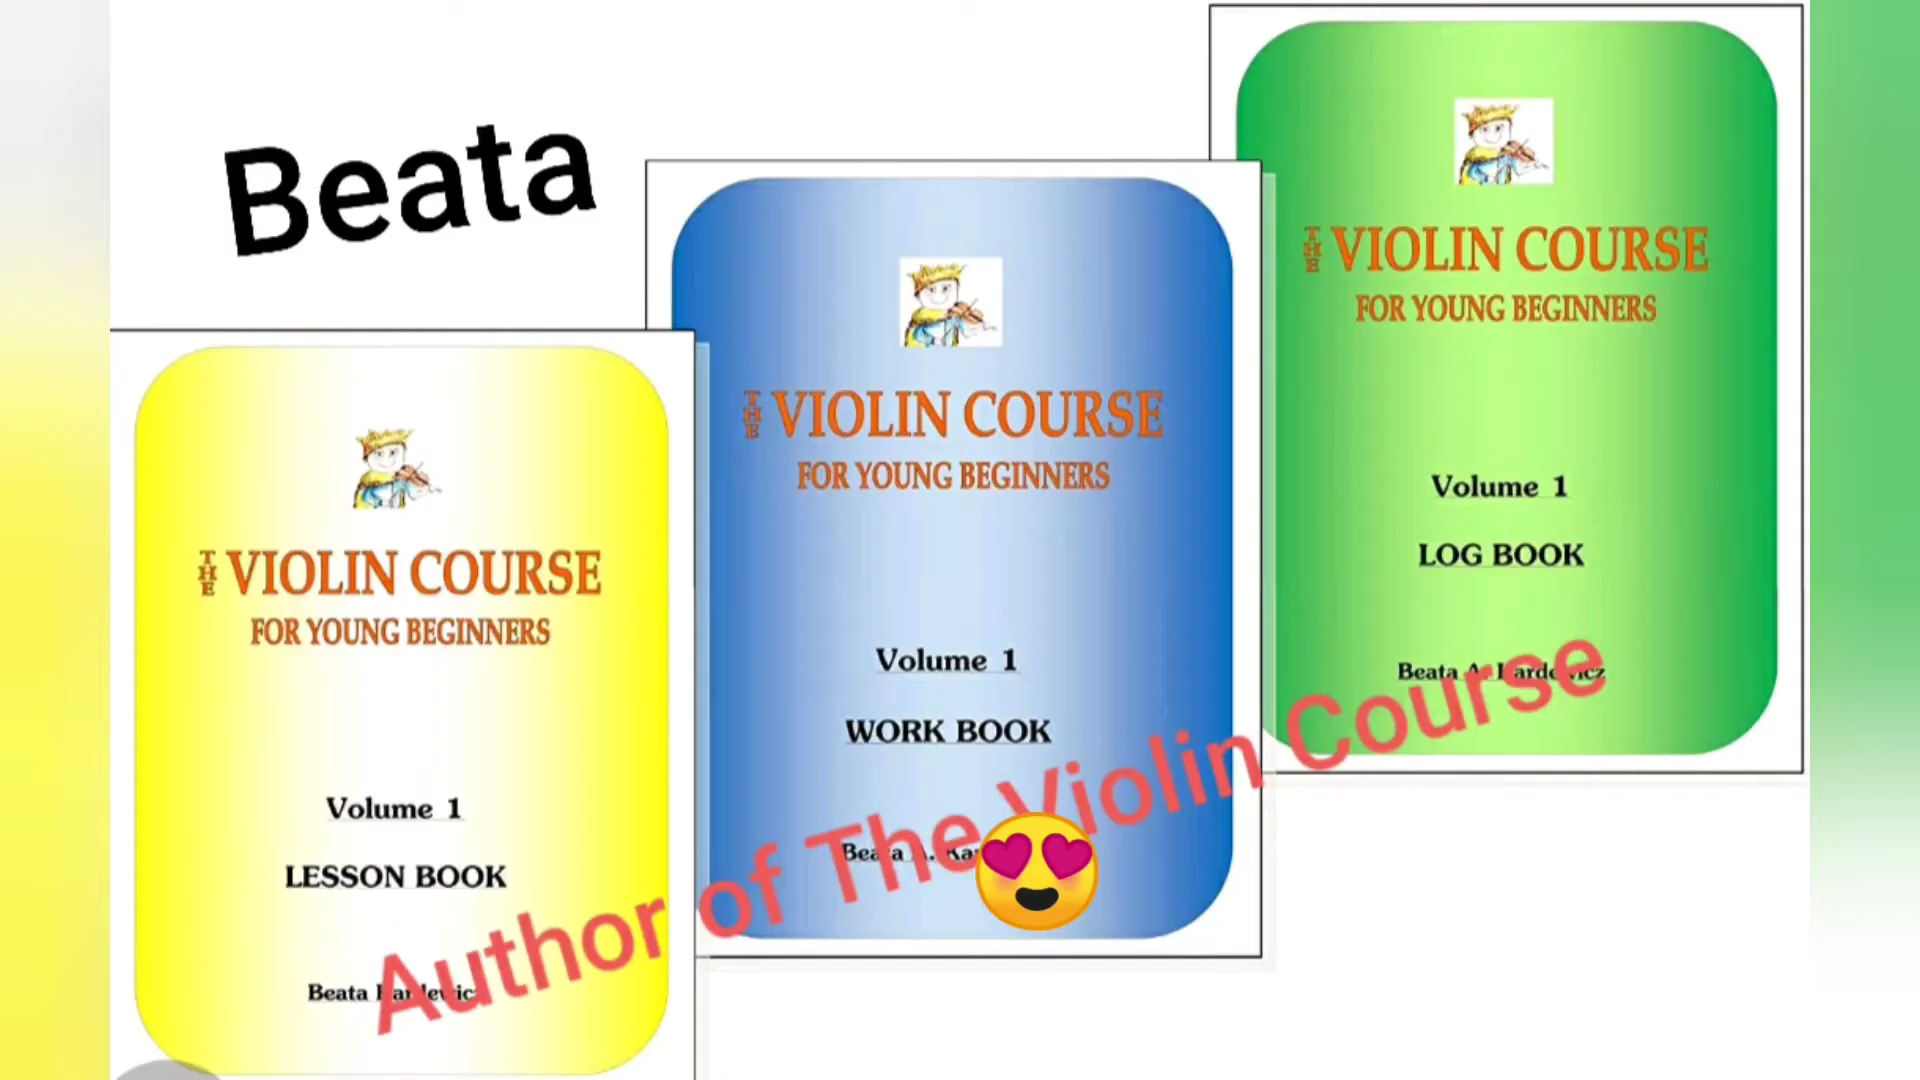 Beata
THE VIOLIN COURSE
FOR YOUNG BEGINNERS
Volume 1
LESSON BOOK
Beata
THE VIOLIN COURSE
FOR YOUNG BEGINNERS
Volume 1
WORK BOOK
Beata A.
THE VIOLIN COURSE
FOR YOUNG BEGINNERS
Volume 1
LOG BOOK
Beata A.
Author of The Violin Course